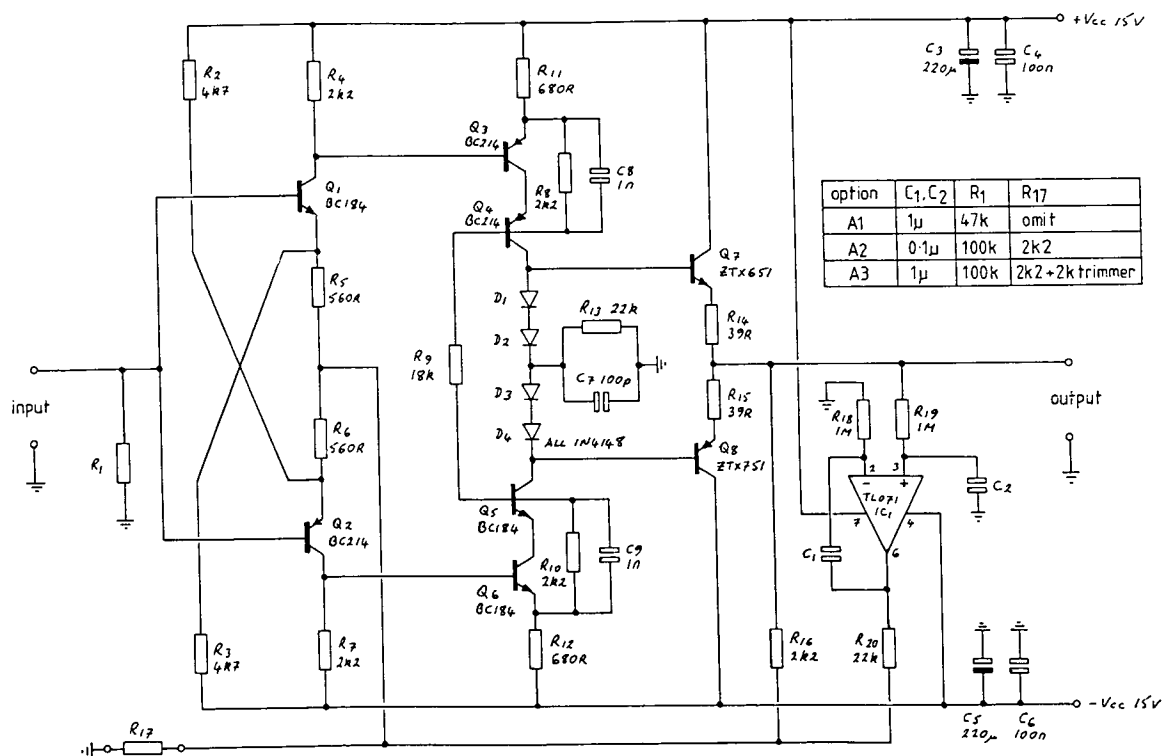 +Vcc 15V
R2
4k7
R4
2k2
R11
680R
C3
220µ
C4
100n
Q3
BC214
C8
1n
R8
2k2
Q1
BC184
Q4
BC214
option C1,C2 R1 R17
A1 1µ 47k omit
A2 0·1µ 100k 2k2
A3 1µ 100k 2k2+2k trimmer
Q7
ZTX651
R5
560R
D1
R13 22k
R14
39R
D2
R9
18k
C7 100p
input
D3
R15
39R
output
R18
1M
R19
1M
R6
560R
D4
ALL 1N4148
Q8
ZTX751
R1
2
3
-
+
TL071
IC1
7
4
6
C2
C1
Q5
BC184
Q2
BC214
R10
2k2
C9
1n
Q6
BC184
R3
4k7
R7
2k2
R12
680R
R16
2k2
R20
22k
-Vcc 15V
C5
220µ
C6
100n
R17